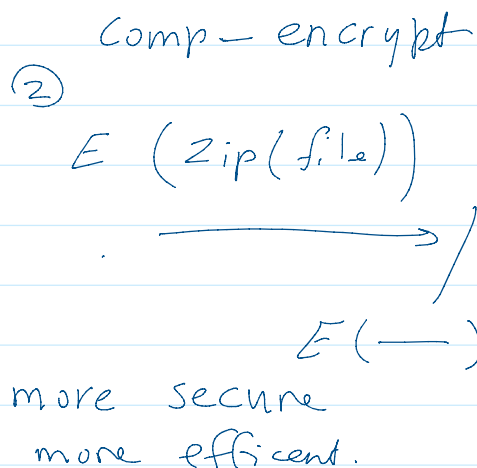 comp - encrypt
②
E (Zip(file))
E(—)
more secure
more efficent.